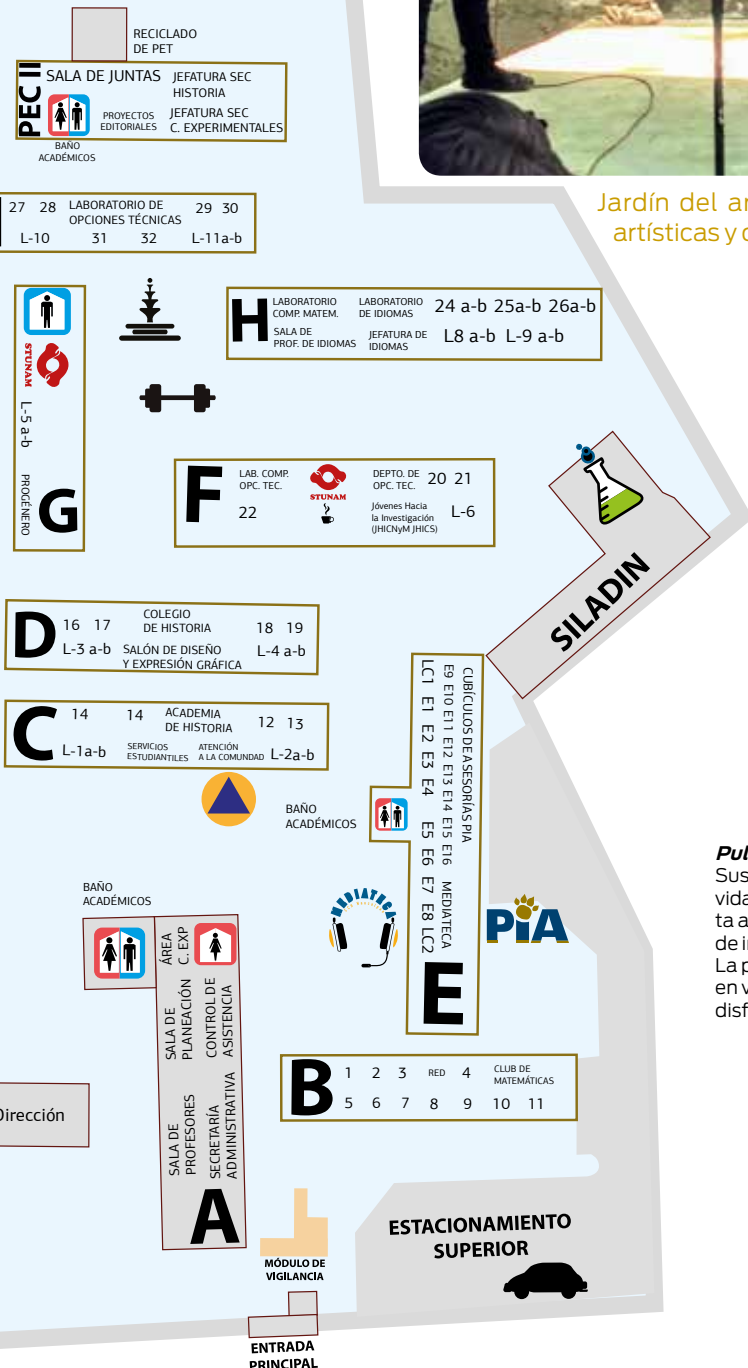 RECICLADO
DE PET
PEC II
SALA DE JUNTAS
JEFATURA SEC
HISTORIA
PROYECTOS
EDITORIALES
JEFATURA SEC
C. EXPERIMENTALES
BAÑO
ACADÉMICOS
Jardín del
artísticas y
27 28 LABORATORIO DE
OPCIONES TÉCNICAS
29 30
L-10 31 32 L-11a-b
H
LABORATORIO
COMP. MATEM.
LABORATORIO
DE IDIOMAS
24 a-b 25a-b 26a-b
SALA DE
PROF. DE IDIOMAS
JEFATURA DE
IDIOMAS
L8 a-b L-9 a-b
STUNAM
L-5 a-b
PROGÉNERO
G
F
LAB. COMP.
OPC. TEC.
STUNAM
DEPTO. DE
OPC. TEC.
20 21
22
Jóvenes Hacia
la Investigación
(JHICNyM JHICS)
L-6
SILADIN
D
16 17
COLEGIO
DE HISTORIA
18 19
L-3 a-b
SALÓN DE DISEÑO
Y EXPRESIÓN GRÁFICA
L-4 a-b
C
14 14
ACADEMIA
DE HISTORIA
12 13
L-1a-b
SERVICIOS
ESTUDIANTILES
ATENCIÓN
A LA COMUNIDAD
L-2a-b
CUBÍCULOS DE ASESORÍAS PIA
E9 E10 E11 E12 E13 E14 E15 E16 MEDIATECA
LC1 E1 E2 E3 E4 E5 E6 E7 E8 LC2
E
BAÑO
ACADÉMICOS
MEDIATECA
PiA
BAÑO
ACADÉMICOS
ÁREA
C. EXP
SALA DE
PLANEACIÓN
CONTROL DE
ASISTENCIA
SALA DE
PROFESORES
SECRETARÍA
ADMINISTRATIVA
A
Dirección
B
1 2 3 RED 4
CLUB DE
MATEMÁTICAS
5 6 7 8 9 10 11
ESTACIONAMIENTO
SUPERIOR
MÓDULO DE
VIGILANCIA
ENTRADA
PRINCIPAL
de
La
en